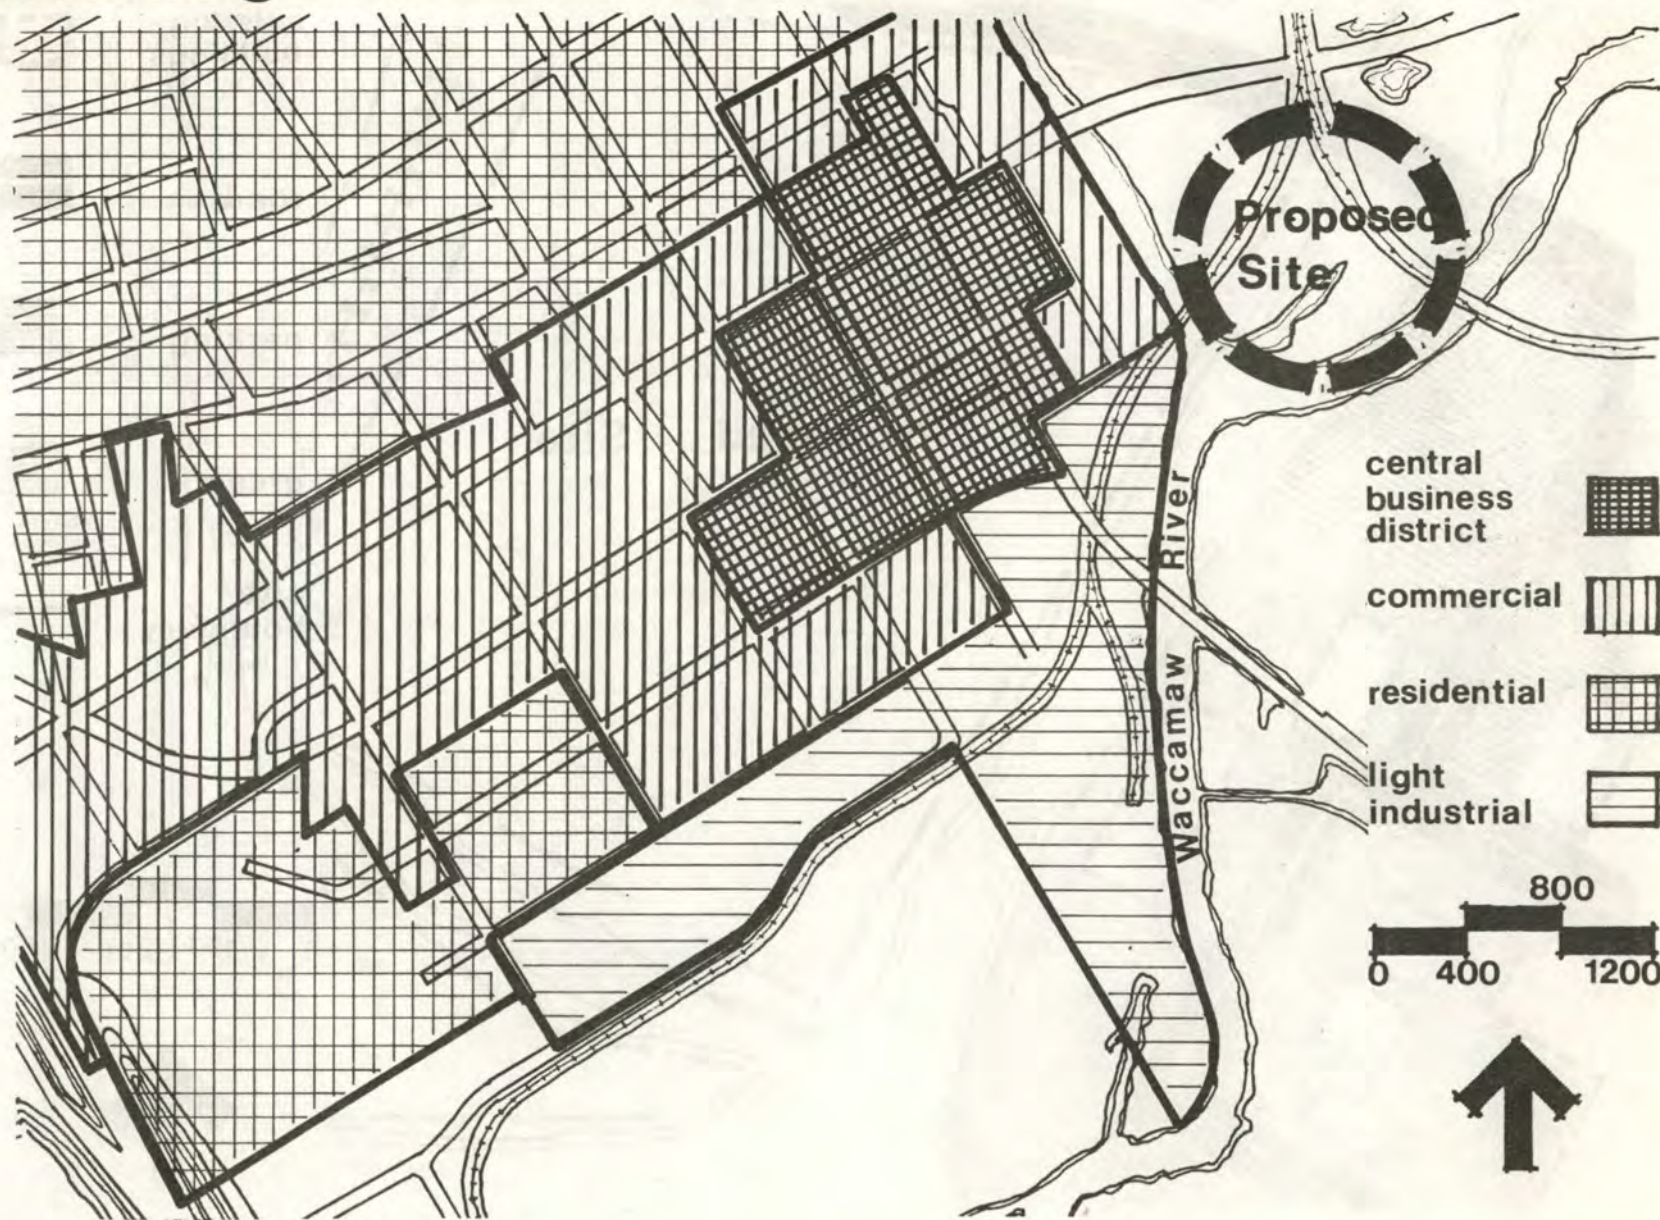 Proposed
Site
Waccamaw River
central
business
district
commercial
residential
light
industrial
800
0 400 1200